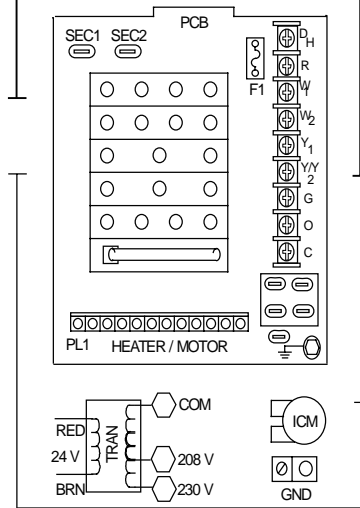 PCB
SEC1 SEC2
F1
DH
R
W1
W2
Y1
Y/Y2
G
O
C
PL1 HEATER / MOTOR
COM
RED
24 V
TRAN
208 V
BRN
230 V
ICM
GND